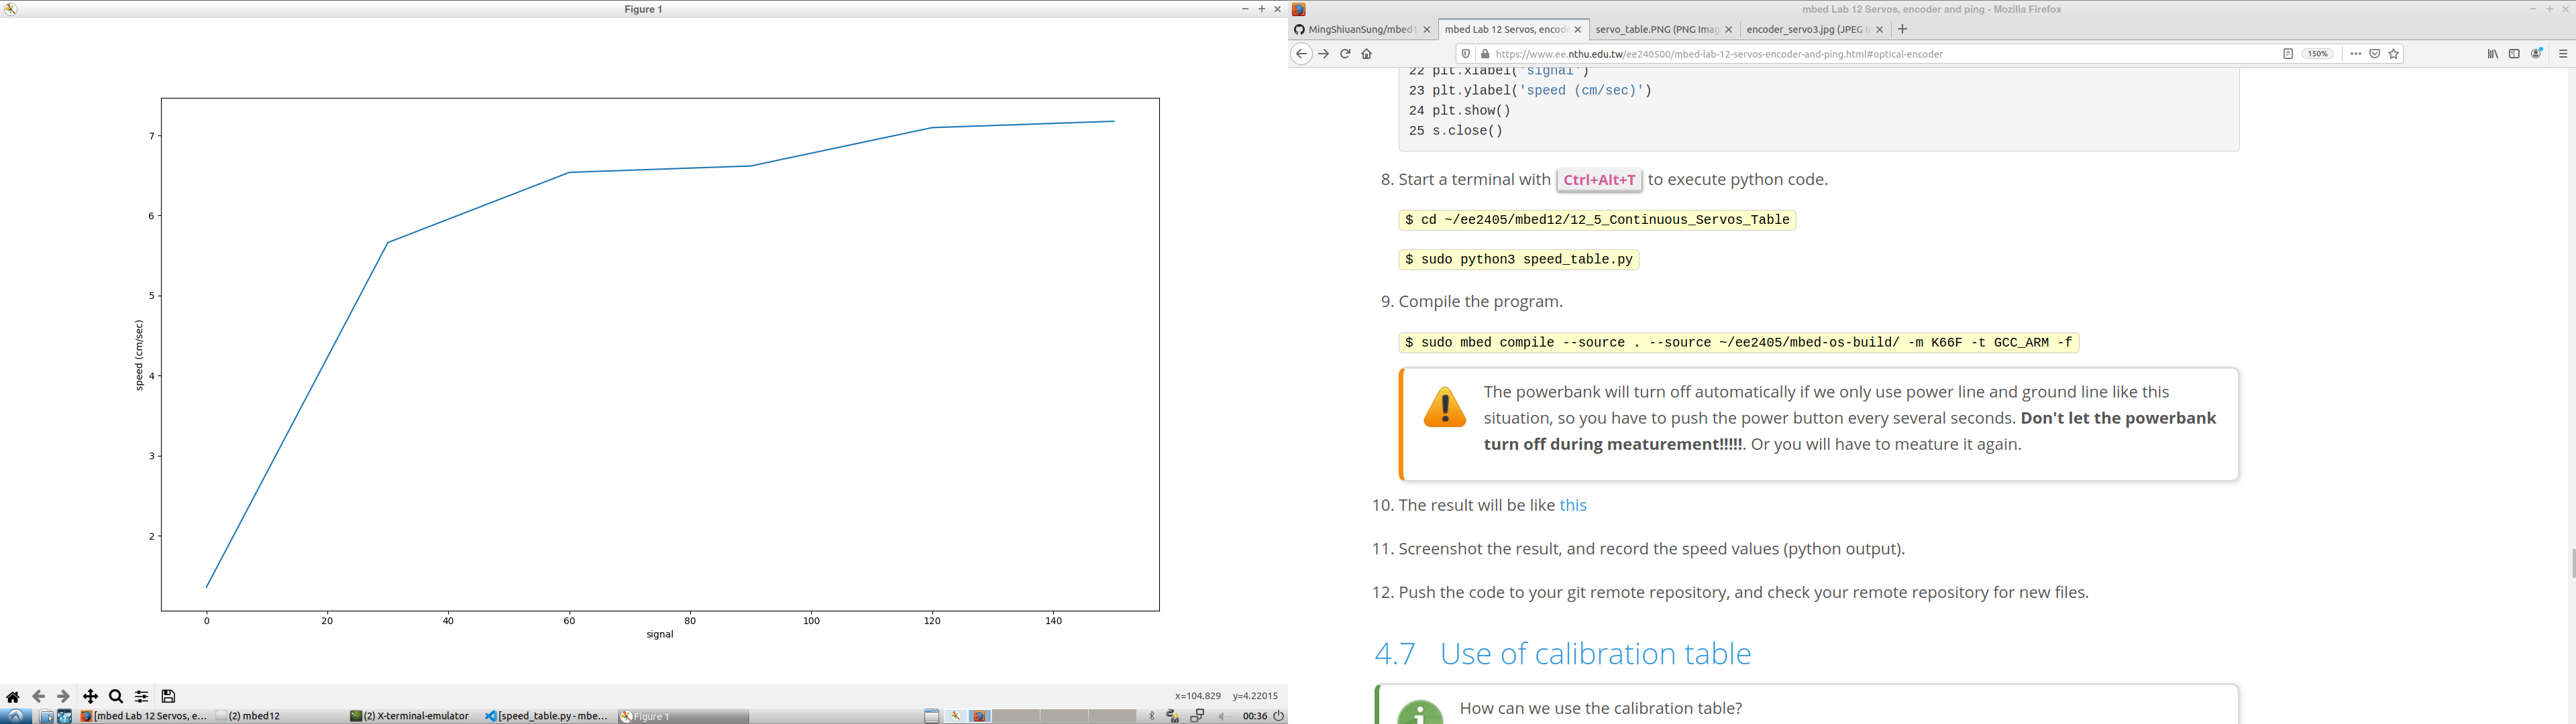 Figure 1
7
6
5
4
3
2
speed (cm/sec)
0
20
40
60
80
100
120
140
signal
x=104.829 y=4.22015
[mbed Lab 12 Servos, e...
(2) mbed12
(2) X-terminal-emulator
[speed_table.py - mbe...
Figure 1
00:36
mbed Lab 12 Servos, encoder and ping - Mozilla Firefox
MingShiuanSung/mbed1
mbed Lab 12 Servos, encode
servo_table.PNG (PNG Imag
encoder_servo3.jpg (JPEG I
https://www.ee.nthu.edu.tw/ee240500/mbed-lab-12-servos-encoder-and-ping.html#optical-encoder
150%
22 plt.xlabel('signal')
23 plt.ylabel('speed (cm/sec)')
24 plt.show()
25 s.close()
8. Start a terminal with Ctrl+Alt+T to execute python code.
$ cd ~/ee2405/mbed12/12_5_Continuous_Servos_Table
$ sudo python3 speed_table.py
9. Compile the program.
$ sudo mbed compile --source . --source ~/ee2405/mbed-os-build/ -m K66F -t GCC_ARM -f
The powerbank will turn off automatically if we only use power line and ground line like this
situation, so you have to push the power button every several seconds. Don't let the powerbank
turn off during meaturement!!!!!. Or you will have to meature it again.
10. The result will be like this
11. Screenshot the result, and record the speed values (python output).
12. Push the code to your git remote repository, and check your remote repository for new files.
4.7 Use of calibration table
How can we use the calibration table?